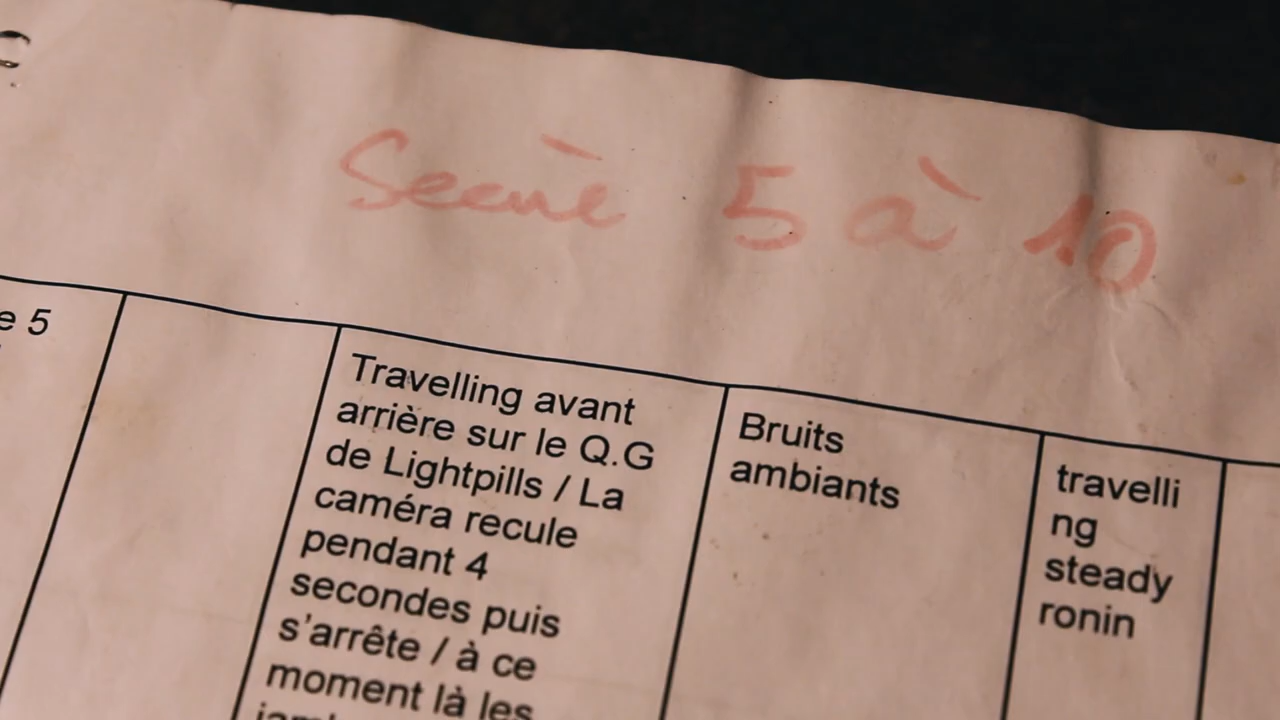 Scenè 5 à 10
e 5
Travelling avant
arrière sur le Q.G
de Lightpills / La
caméra recule
pendant 4
secondes puis
s'arrête / à ce
moment là les
Bruits
ambiants
travelli
ng
steady
ronin